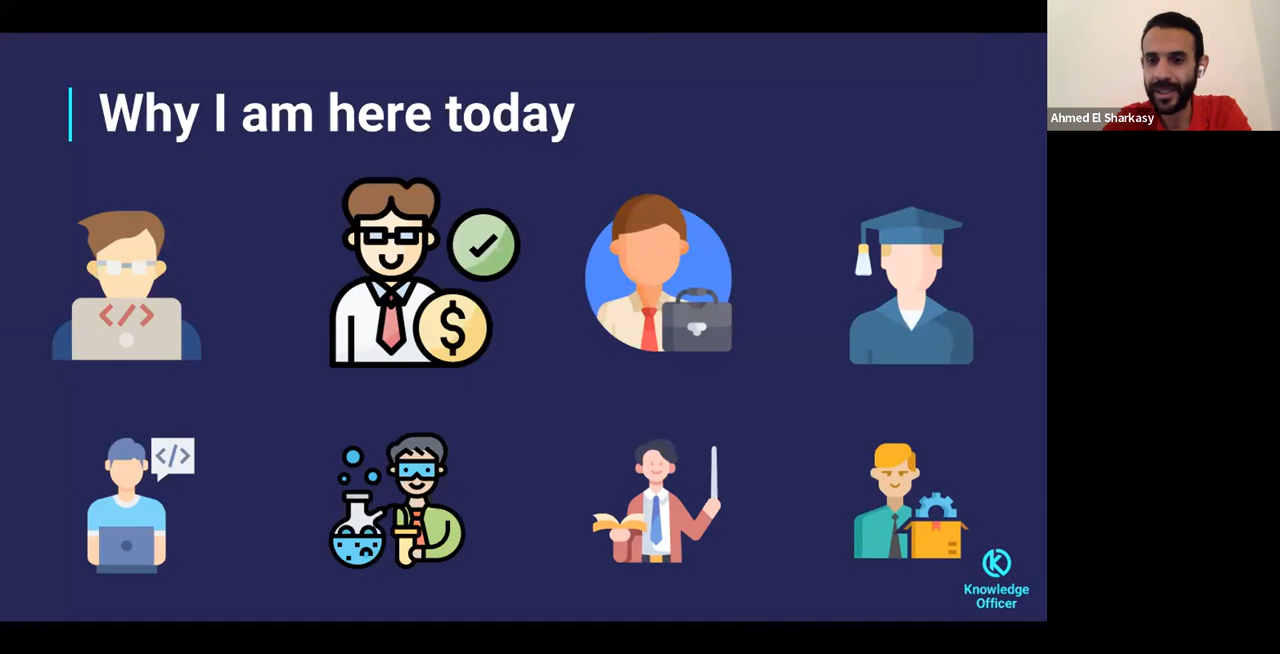 Why I am here today
Ahmed El Sharkasy
</>
$
</>
Knowledge
Officer